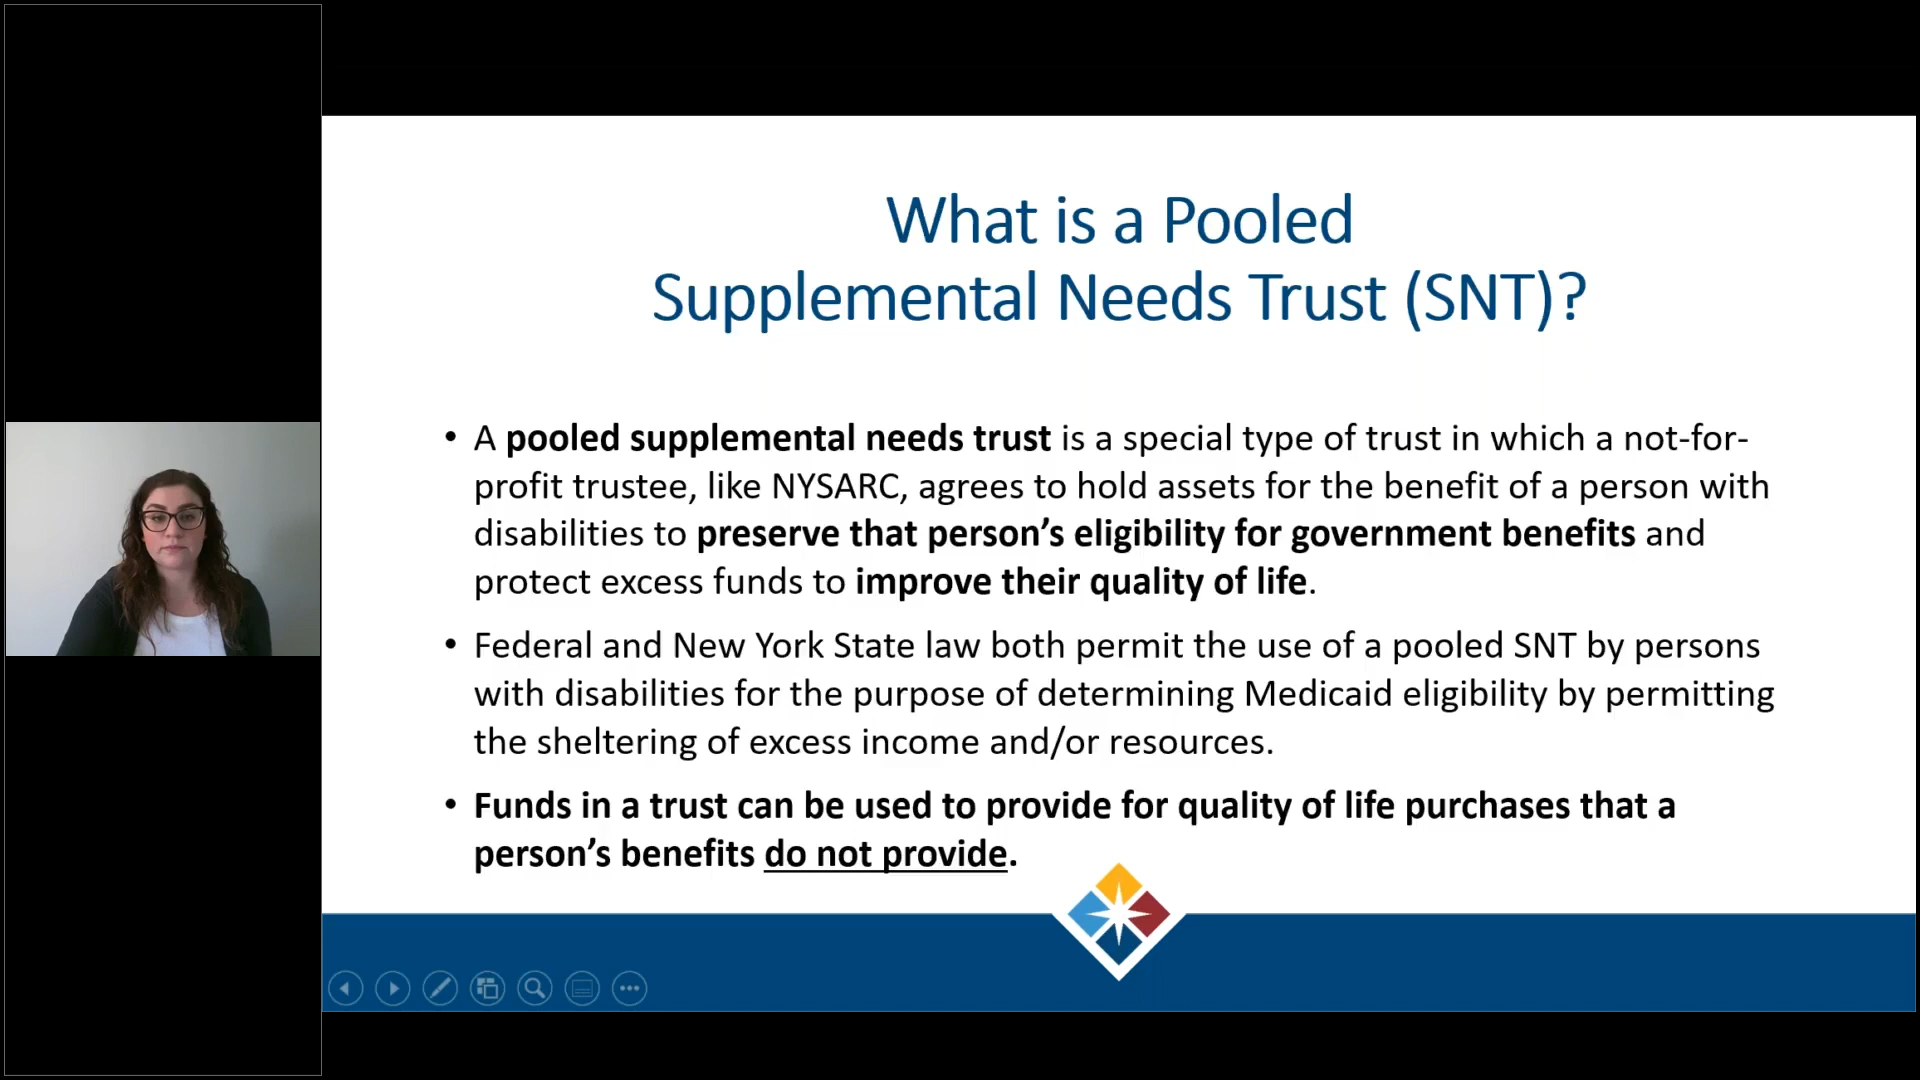 What is a Pooled
Supplemental Needs Trust (SNT)?
• A pooled supplemental needs trust is a special type of trust in which a not-for-
profit trustee, like NYSARC, agrees to hold assets for the benefit of a person with
disabilities to preserve that person’s eligibility for government benefits and
protect excess funds to improve their quality of life.
• Federal and New York State law both permit the use of a pooled SNT by persons
with disabilities for the purpose of determining Medicaid eligibility by permitting
the sheltering of excess income and/or resources.
• Funds in a trust can be used to provide for quality of life purchases that a
person’s benefits do not provide.